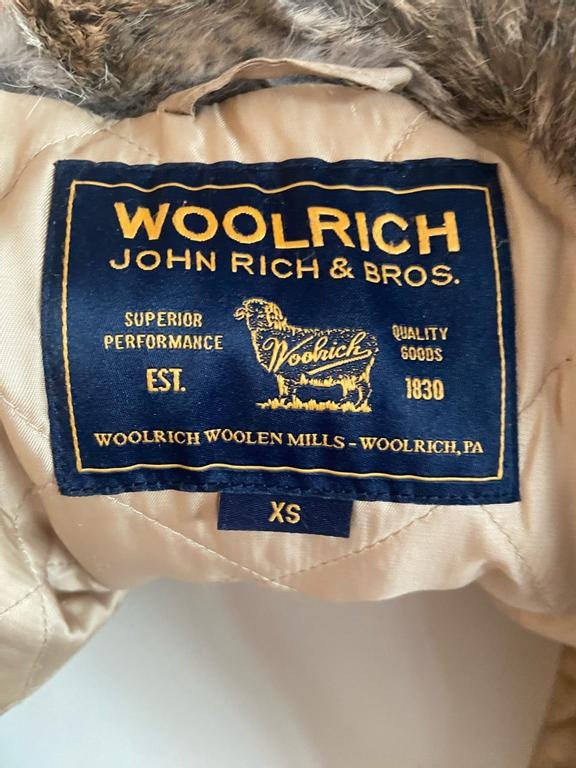 WOOLRICH
JOHN RICH & BROS.
SUPERIOR
PERFORMANCE
EST.
Woolrich
QUALITY
GOODS
1830
WOOLRICH WOOLEN MILLS - WOOLRICH, PA
XS